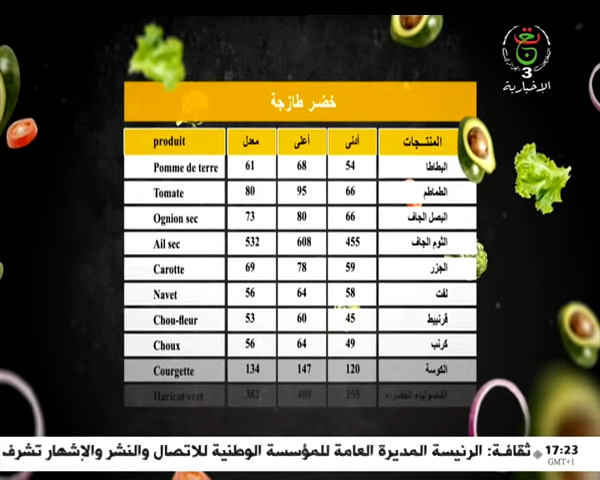 3
الإخبارية
خضر طازجة
produit معدل أعلى أدنى المنتـجات
Pomme de terre 61 68 54 البطاطا
Tomate 80 95 66 الطماطم
Ognion sec 73 80 66 البصل الجاف
Ail sec 532 608 455 الثوم الجاف
Carotte 69 78 59 الجزر
Navet 56 64 58 لفت
Chou-fleur 53 60 45 قرنبيط
Choux 56 64 49 كرنب
Courgette 134 147 120 الكوسة
Haricot vert 382 409 355 الخضراء
17:23
GMT+1
ثقافـة: الرئيسة المديرة العامة للمؤسسة الوطنية للاتصال والنشر والإشهار تشرف